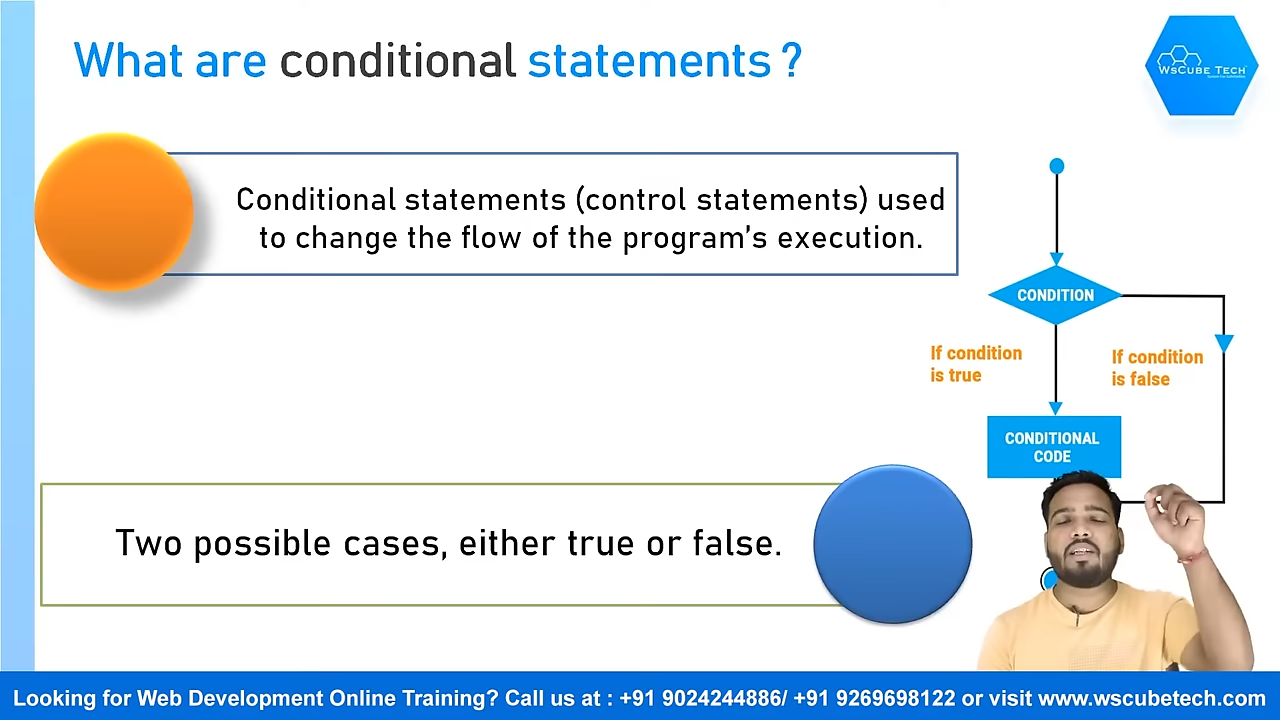 What are conditional statements ?
WsCube Tech
Conditional statements (control statements) used
to change the flow of the program's execution.
CONDITION
If condition
is true
If condition
is false
CONDITIONAL
CODE
Two possible cases, either true or false.
Looking for Web Development Online Training? Call us at : +91 9024244886/ +91 9269698122 or visit www.wscubetech.com